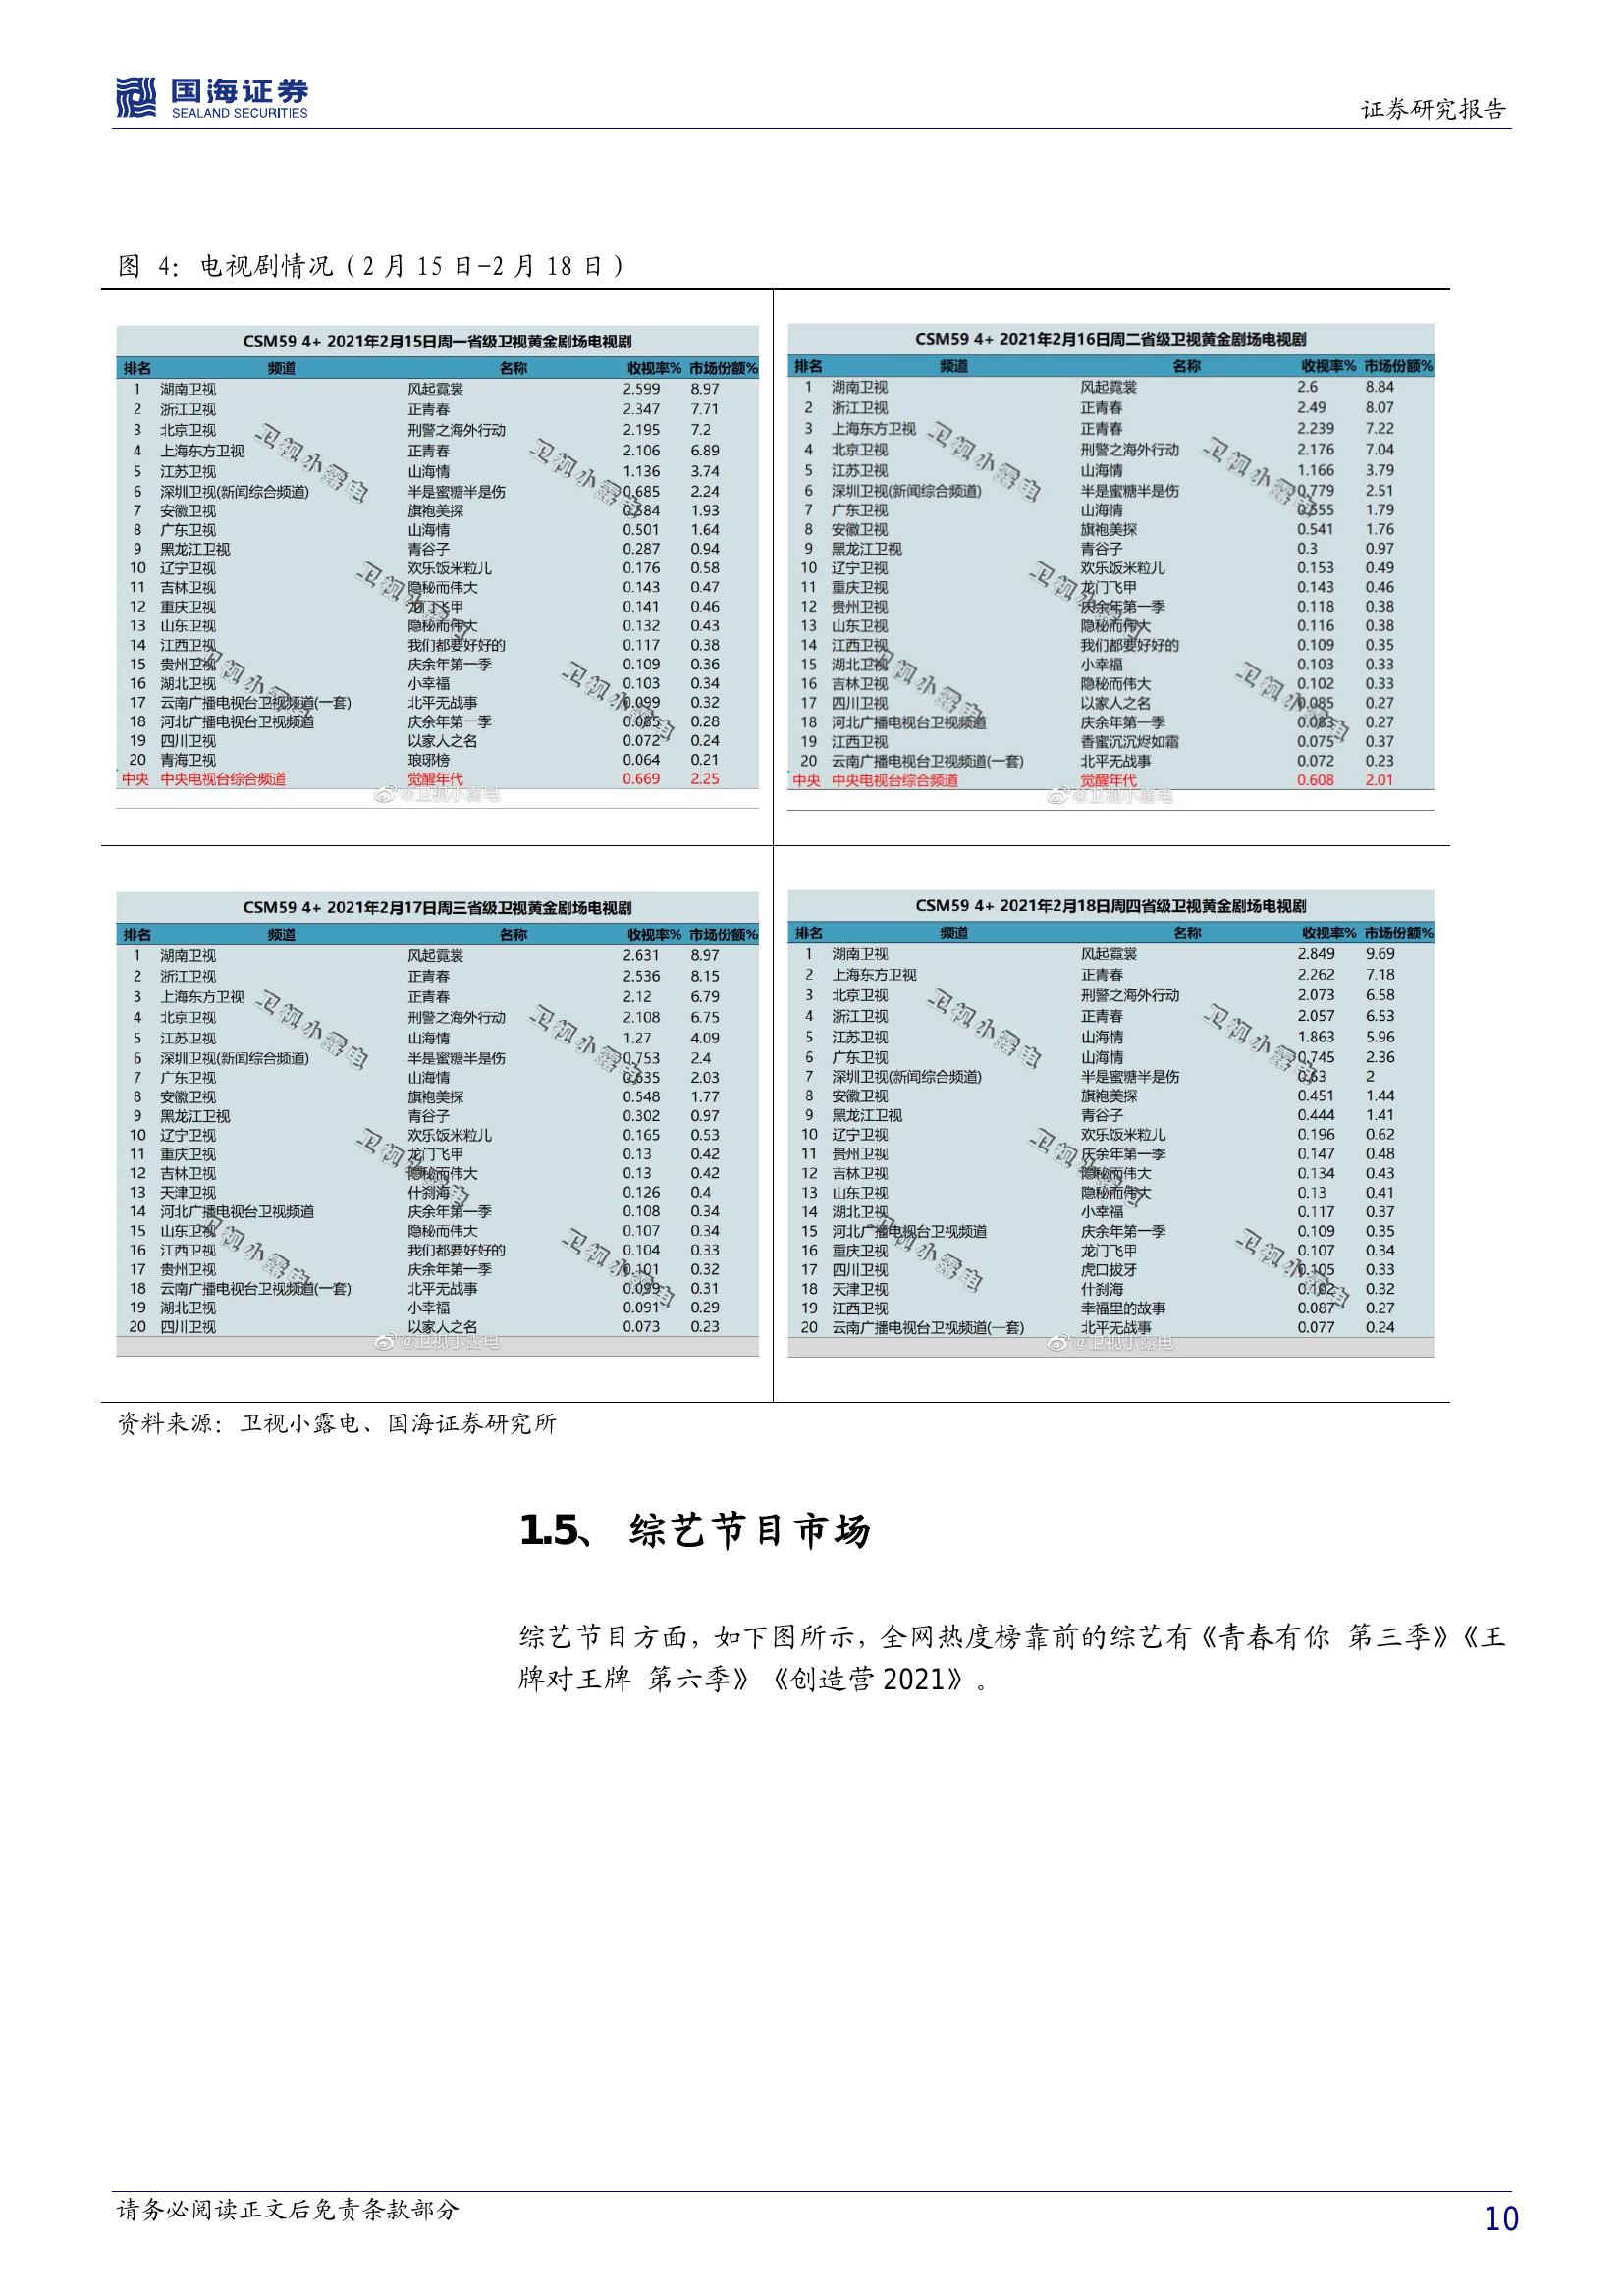 国海证券
SEALAND SECURITIES
证券研究报告
图 4：电视剧情况（2 月 15 日-2 月 18 日）
CSM59 4+ 2021年2月15日周一省级卫视黄金剧场电视剧
排名 频道 名称 收视率% 市场份额%
1 湖南卫视 风起霓裳 2.599 8.97
2 浙江卫视 正青春 2.347 7.71
3 北京卫视 刑警之海外行动 2.195 7.2
4 上海东方卫视 正青春 2.106 6.89
5 江苏卫视 山海情 1.136 3.74
6 深圳卫视(新闻综合频道) 半是蜜糖半是伤 0.685 2.24
7 安徽卫视 旗袍美探 0.584 1.93
8 广东卫视 山海情 0.501 1.64
9 黑龙江卫视 青谷子 0.287 0.94
10 辽宁卫视 欢乐饭米粒儿 0.176 0.58
11 吉林卫视 隐秘而伟大 0.143 0.47
12 重庆卫视 龙门飞甲 0.141 0.46
13 山东卫视 隐秘而伟大 0.132 0.43
14 江西卫视 我们都要好好的 0.117 0.38
15 贵州卫视 庆余年第一季 0.109 0.36
16 湖北卫视 小幸福 0.103 0.34
17 云南广播电视台卫视频道(一套) 北平无战事 0.099 0.32
18 河北广播电视台卫视频道 庆余年第一季 0.085 0.28
19 四川卫视 以家人之名 0.072 0.24
20 青海卫视 琅琊榜 0.064 0.21
中央 中央电视台综合频道 觉醒年代 0.669 2.25
@卫视小露电
CSM59 4+ 2021年2月16日周二省级卫视黄金剧场电视剧
排名 频道 名称 收视率% 市场份额%
1 湖南卫视 风起霓裳 2.6 8.84
2 浙江卫视 正青春 2.49 8.07
3 上海东方卫视 正青春 2.239 7.22
4 北京卫视 刑警之海外行动 2.176 7.04
5 江苏卫视 山海情 1.166 3.79
6 深圳卫视(新闻综合频道) 半是蜜糖半是伤 0.779 2.51
7 广东卫视 山海情 0.555 1.79
8 安徽卫视 旗袍美探 0.541 1.76
9 黑龙江卫视 青谷子 0.3 0.97
10 辽宁卫视 欢乐饭米粒儿 0.153 0.49
11 重庆卫视 龙门飞甲 0.143 0.46
12 贵州卫视 庆余年第一季 0.118 0.38
13 山东卫视 隐秘而伟大 0.116 0.38
14 江西卫视 我们都要好好的 0.109 0.35
15 湖北卫视 小幸福 0.103 0.33
16 吉林卫视 隐秘而伟大 0.102 0.33
17 四川卫视 以家人之名 0.085 0.27
18 河北广播电视台卫视频道 庆余年第一季 0.083 0.27
19 江西卫视 香蜜沉沉烬如霜 0.075 0.37
20 云南广播电视台卫视频道(一套) 北平无战事 0.072 0.23
中央 中央电视台综合频道 觉醒年代 0.608 2.01
@卫视小露电
CSM59 4+ 2021年2月17日周三省级卫视黄金剧场电视剧
排名 频道 名称 收视率% 市场份额%
1 湖南卫视 风起霓裳 2.631 8.97
2 浙江卫视 正青春 2.536 8.15
3 上海东方卫视 正青春 2.12 6.79
4 北京卫视 刑警之海外行动 2.108 6.75
5 江苏卫视 山海情 1.27 4.09
6 深圳卫视(新闻综合频道) 半是蜜糖半是伤 0.753 2.4
7 广东卫视 山海情 0.635 2.03
8 安徽卫视 旗袍美探 0.548 1.77
9 黑龙江卫视 青谷子 0.302 0.97
10 辽宁卫视 欢乐饭米粒儿 0.165 0.53
11 重庆卫视 龙门飞甲 0.13 0.42
12 吉林卫视 隐秘而伟大 0.13 0.42
13 天津卫视 什刹海 0.126 0.4
14 河北广播电视台卫视频道 庆余年第一季 0.108 0.34
15 山东卫视 隐秘而伟大 0.107 0.34
16 江西卫视 我们都要好好的 0.104 0.33
17 贵州卫视 庆余年第一季 0.101 0.32
18 云南广播电视台卫视频道(一套) 北平无战事 0.099 0.31
19 湖北卫视 小幸福 0.091 0.29
20 四川卫视 以家人之名 0.073 0.23
@卫视小露电
CSM59 4+ 2021年2月18日周四省级卫视黄金剧场电视剧
排名 频道 名称 收视率% 市场份额%
1 湖南卫视 风起霓裳 2.849 9.69
2 上海东方卫视 正青春 2.262 7.18
3 北京卫视 刑警之海外行动 2.073 6.58
4 浙江卫视 正青春 2.057 6.53
5 江苏卫视 山海情 1.863 5.96
6 广东卫视 山海情 0.745 2.36
7 深圳卫视(新闻综合频道) 半是蜜糖半是伤 0.63 2
8 安徽卫视 旗袍美探 0.451 1.44
9 黑龙江卫视 青谷子 0.444 1.41
10 辽宁卫视 欢乐饭米粒儿 0.196 0.62
11 贵州卫视 庆余年第一季 0.147 0.48
12 吉林卫视 隐秘而伟大 0.134 0.43
13 山东卫视 隐秘而伟大 0.13 0.41
14 湖北卫视 小幸福 0.117 0.37
15 河北广播电视台卫视频道 庆余年第一季 0.109 0.35
16 重庆卫视 龙门飞甲 0.107 0.34
17 四川卫视 虎口拔牙 0.105 0.33
18 天津卫视 什刹海 0.102 0.32
19 江西卫视 幸福里的故事 0.087 0.27
20 云南广播电视台卫视频道(一套) 北平无战事 0.077 0.24
@卫视小露电
资料来源：卫视小露电、国海证券研究所
1.5、 综艺节目市场
综艺节目方面，如下图所示，全网热度榜靠前的综艺有《青春有你 第三季》《王
牌对王牌 第六季》《创造营 2021》。
请务必阅读正文后免责条款部分
10